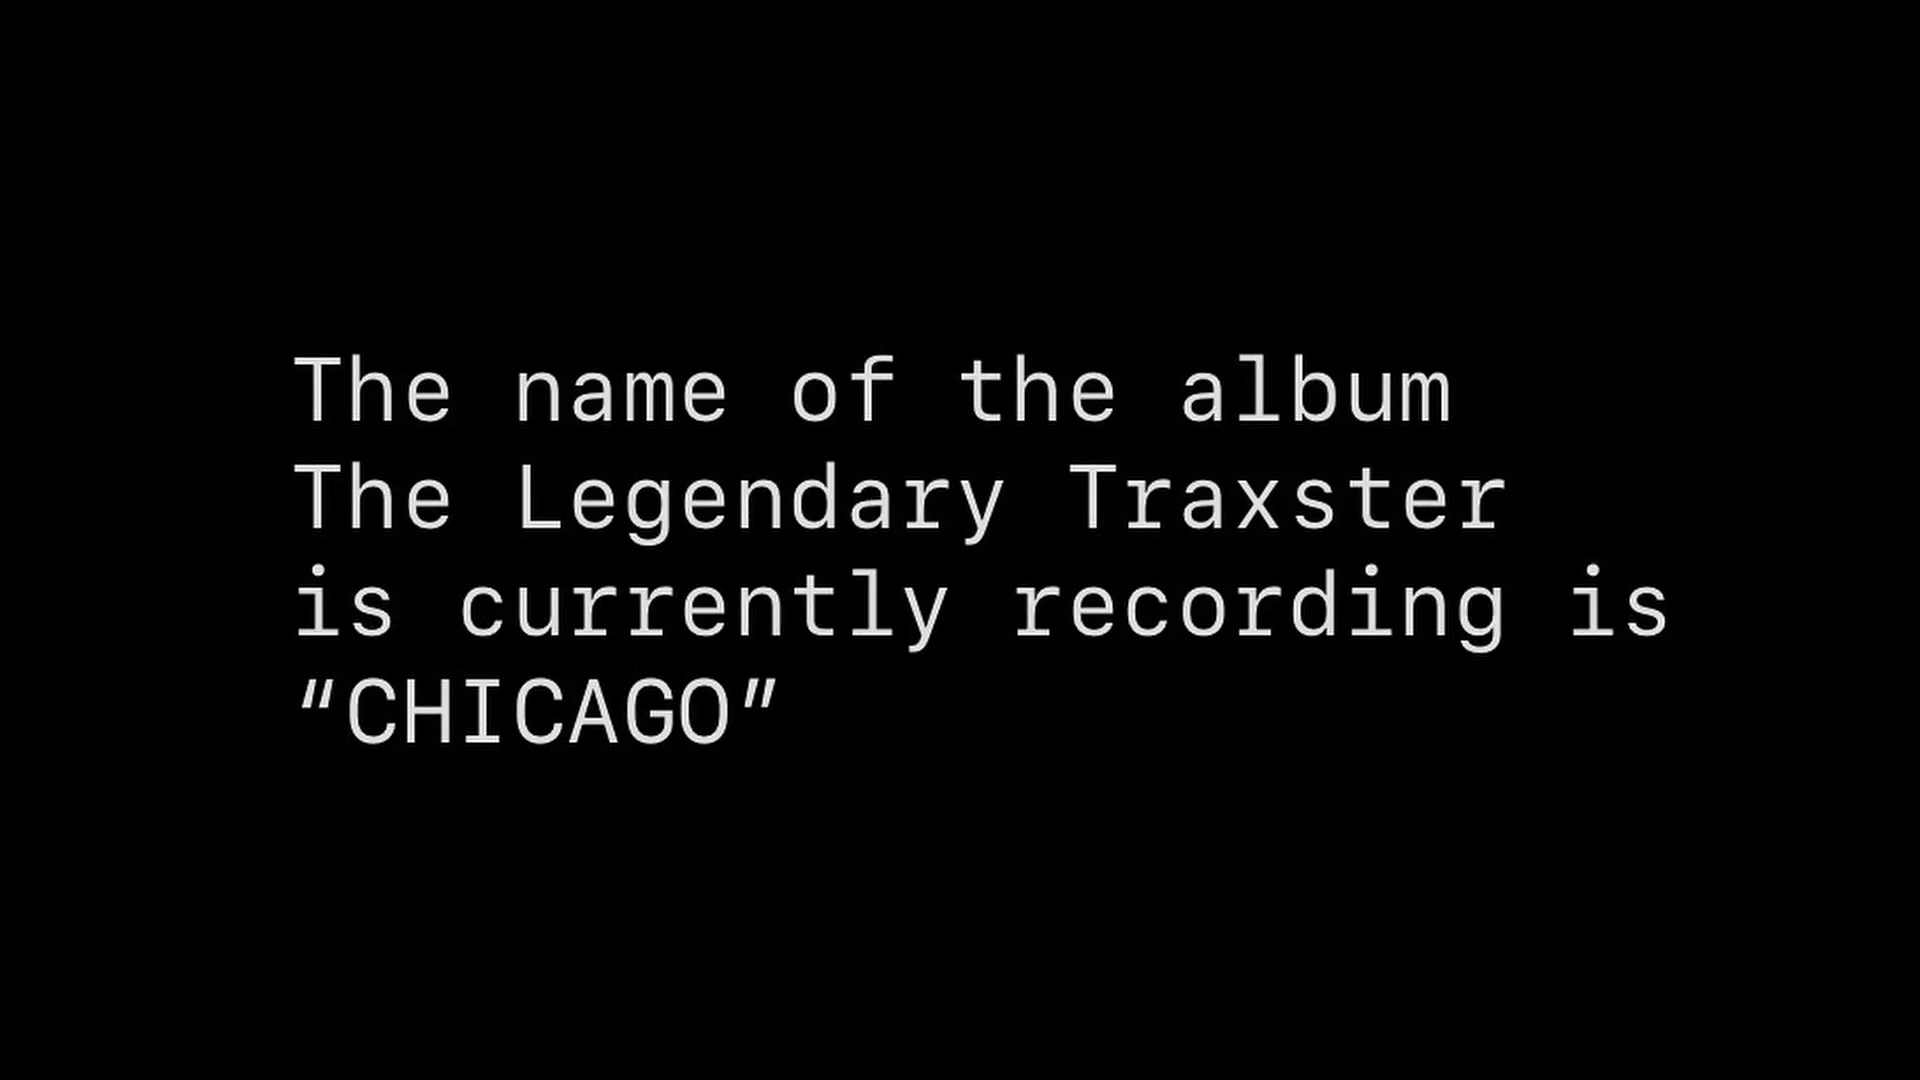 The name of the album
The Legendary Traxster
is currently recording is
“CHICAGO”